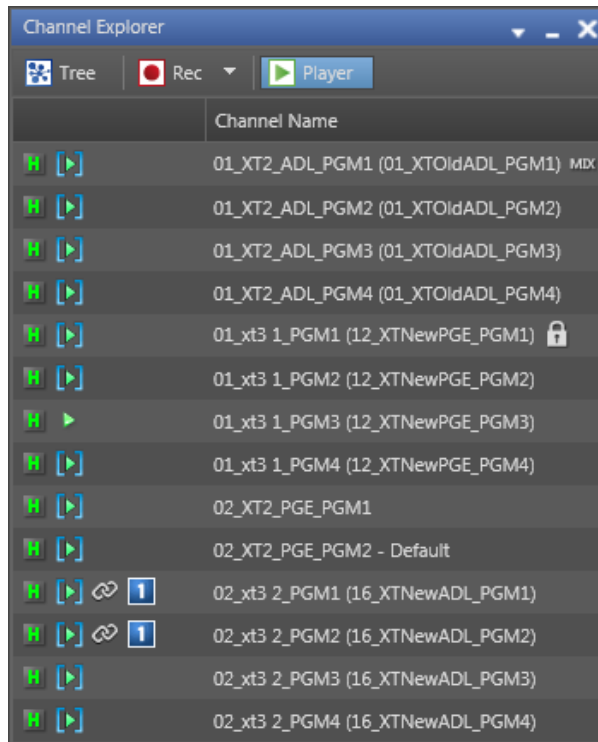 Channel Explorer
Tree Rec Player
Channel Name
H 01_XT2_ADL_PGM1 (01_XTOldADL_PGM1) MIX
H 01_XT2_ADL_PGM2 (01_XTOldADL_PGM2)
H 01_XT2_ADL_PGM3 (01_XTOldADL_PGM3)
H 01_XT2_ADL_PGM4 (01_XTOldADL_PGM4)
H 01_xt3 1_PGM1 (12_XTNewPGE_PGM1)
H 01_xt3 1_PGM2 (12_XTNewPGE_PGM2)
H 01_xt3 1_PGM3 (12_XTNewPGE_PGM3)
H 01_xt3 1_PGM4 (12_XTNewPGE_PGM4)
H 02_XT2_PGE_PGM1
H 02_XT2_PGE_PGM2 - Default
H 1 02_xt3 2_PGM1 (16_XTNewADL_PGM1)
H 1 02_xt3 2_PGM2 (16_XTNewADL_PGM2)
H 02_xt3 2_PGM3 (16_XTNewADL_PGM3)
H 02_xt3 2_PGM4 (16_XTNewADL_PGM4)